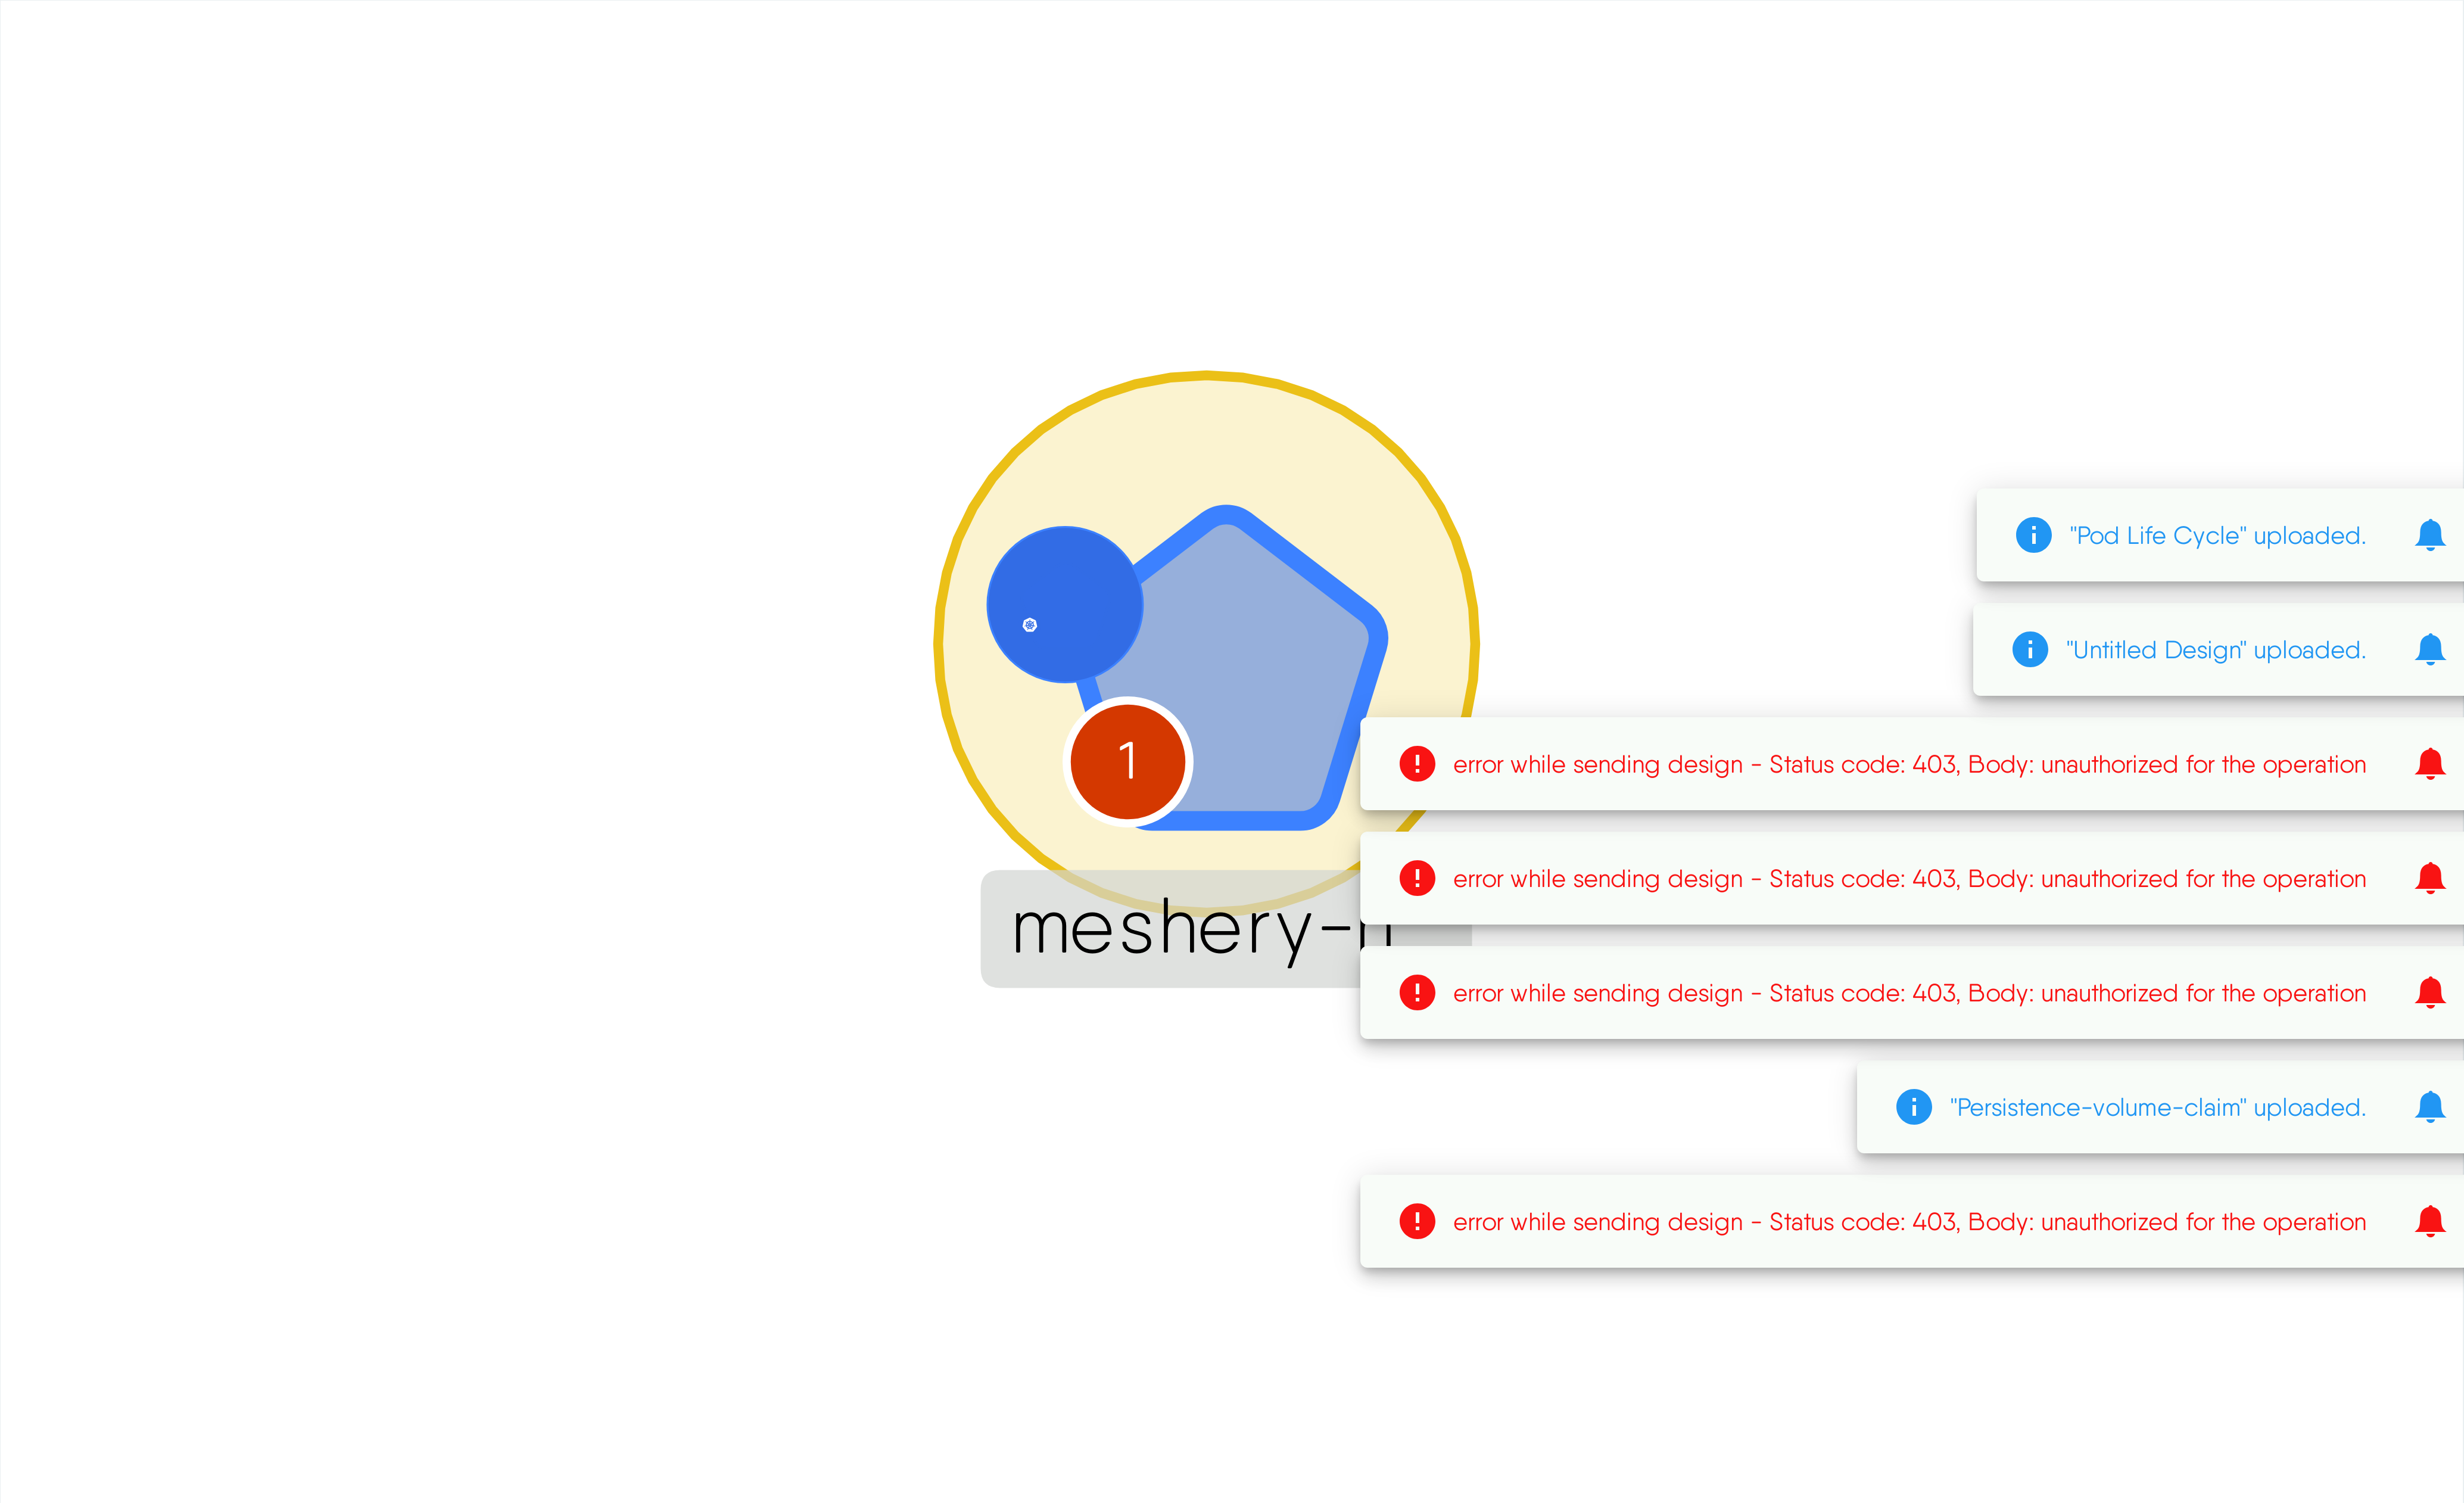 "Pod Life Cycle" uploaded.
"Untitled Design" uploaded.
1
error while sending design - Status code: 403, Body: unauthorized for the operation
error while sending design - Status code: 403, Body: unauthorized for the operation
meshery-
error while sending design - Status code: 403, Body: unauthorized for the operation
"Persistence-volume-claim" uploaded.
error while sending design - Status code: 403, Body: unauthorized for the operation